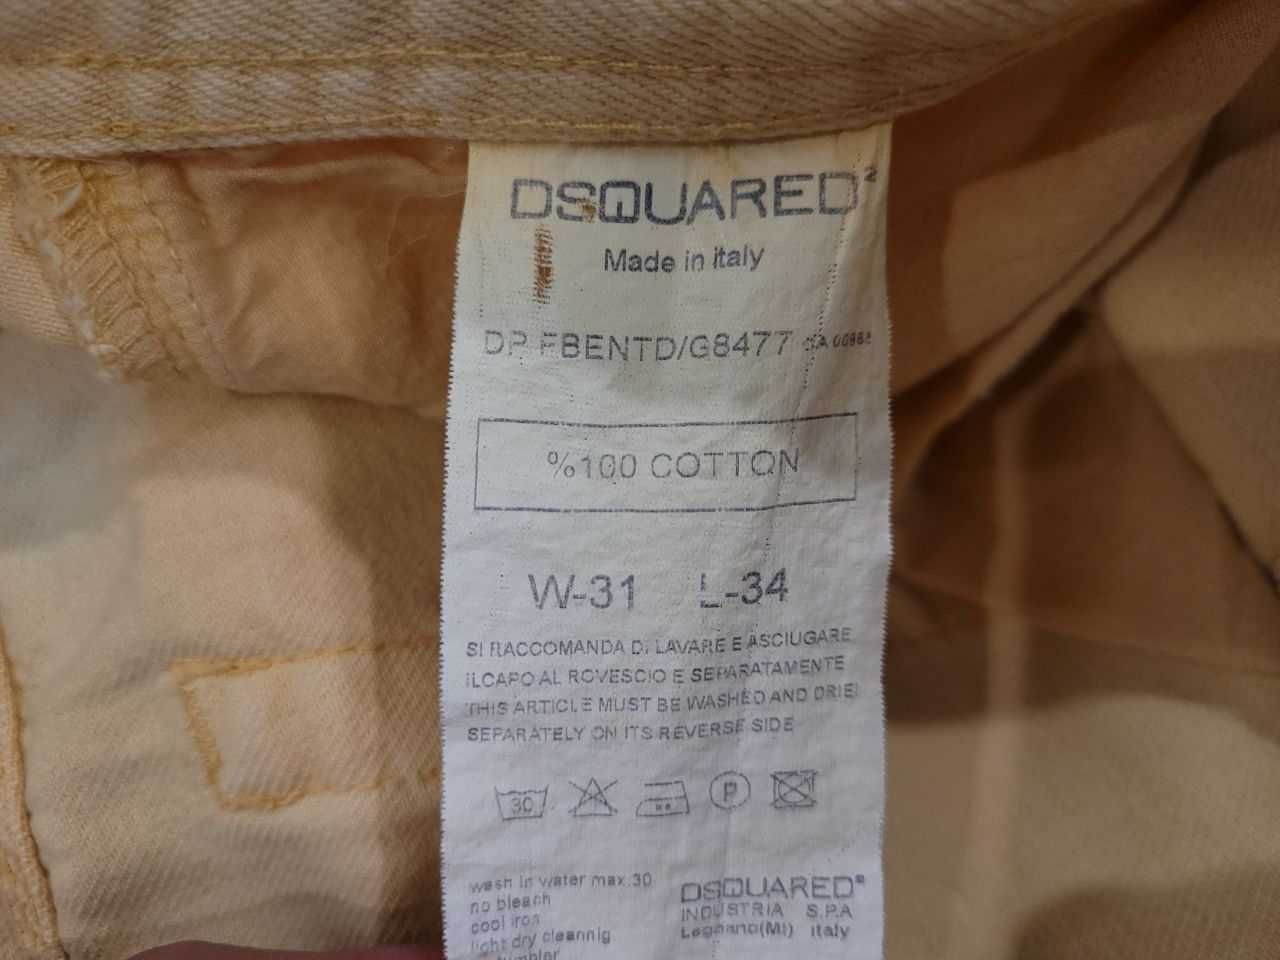 DSQUARED²
Made in italy
DP FBENTD/G8477
%100 COTTON
W-31 L-34
SI RACCOMANDA DI LAVARE E ASCIUGARE
ILCAPO AL ROVESCIO E SEPARATAMENTE
THIS ARTICLE MUST BE WASHED AND DRIED
SEPARATELY ON ITS REVERSE SIDE
30 P
wash in water max.30
no bleach
cool iron
light dry cleannig
tumbler
DSQUARED²
INDUSTRIA S.P.A
Legnano(MI) italy